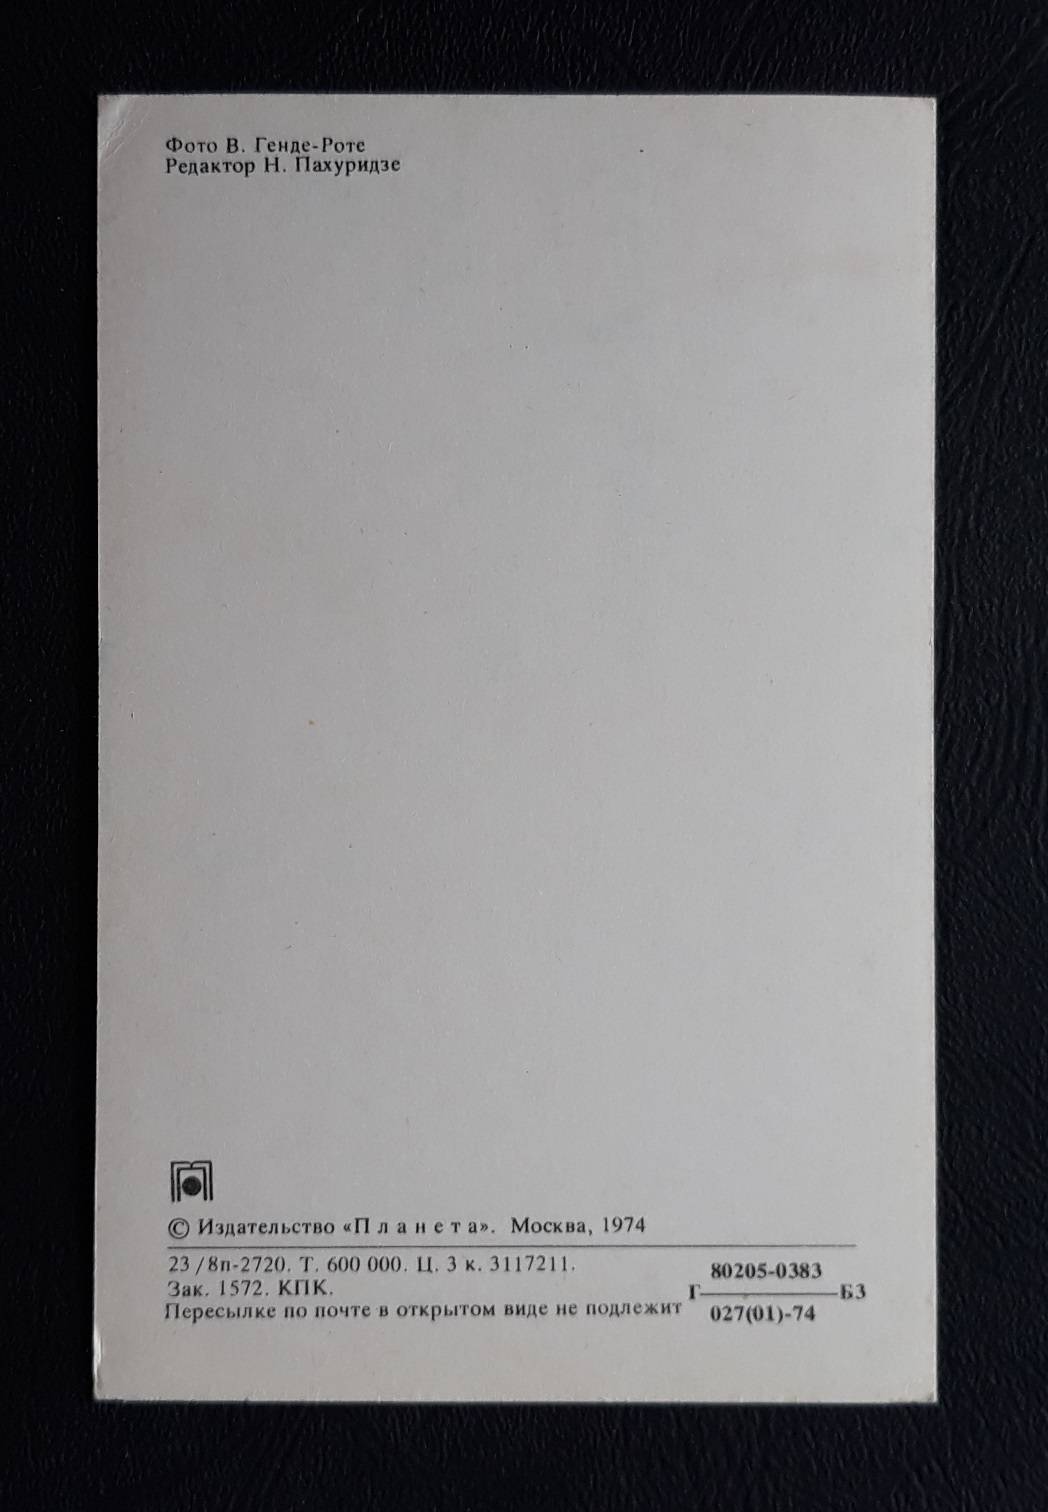 Фото В. Генде-Роте
Редактор Н. Пахуридзе
© Издательство «Планета». Москва, 1974
23/8п-2720. Т. 600 000. Ц. 3 к. 3117211.
Зак. 1572. КПК.
Пересылке по почте в открытом виде не подлежит
80205-0383
Г — БЗ
027(01)-74